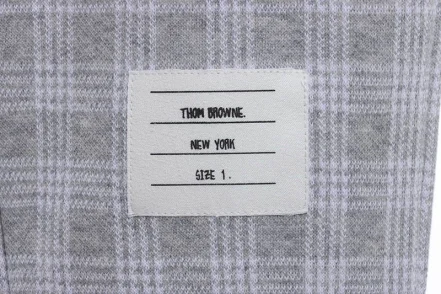 THOM BROWNE.
NEW YORK
SIZE 1.